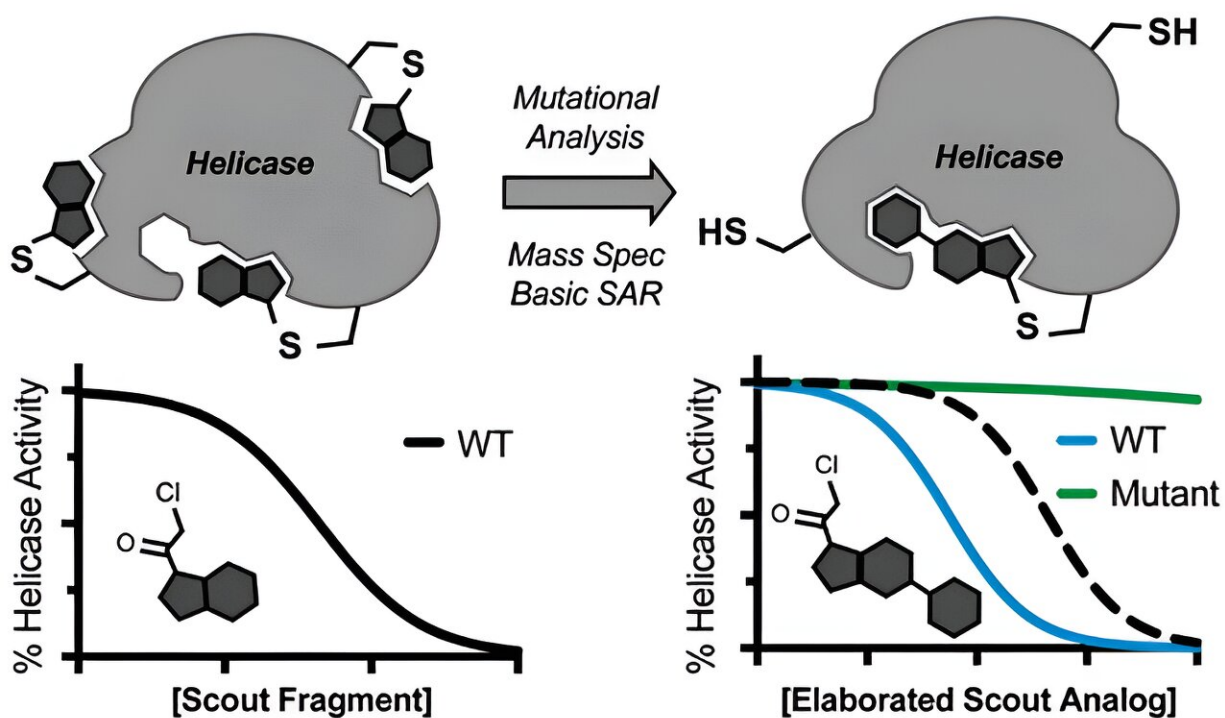 S
Helicase
S
S
Mutational
Analysis
Mass Spec
Basic SAR
SH
Helicase
HS
S
% Helicase Activity
WT
Cl
O
[Scout Fragment]
% Helicase Activity
WT
Mutant
Cl
O
[Elaborated Scout Analog]